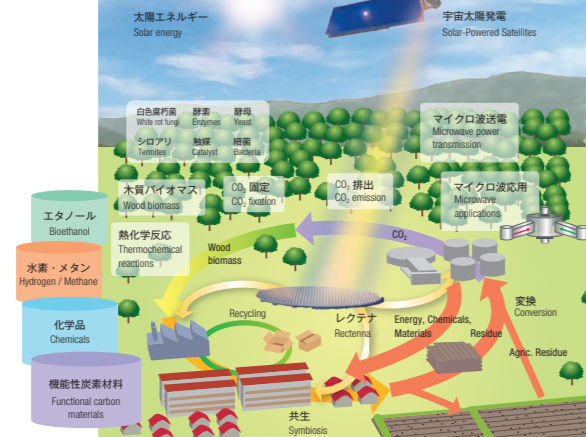 太陽エネルギー
Solar energy
宇宙太陽発電
Solar-Powered Satellites
白色腐朽菌
White rot fungi
酵素
Enzymes
酵母
Yeast
シロアリ
Termites
触媒
Catalyst
細菌
Bacteria
マイクロ波送電
Microwave power
transmission
木質バイオマス
Wood biomass
CO₂ 固定
CO₂ fixation
CO₂ 排出
CO₂ emission
マイクロ波応用
Microwave
applications
エタノール
Bioethanol
熱化学反応
Thermochemical
reactions
Wood
biomass
CO₂
水素・メタン
Hydrogen / Methane
化学品
Chemicals
機能性炭素材料
Functional carbon
materials
Recycling
レクテナ
Rectenna
Energy, Chemicals,
Materials
Residue
変換
Conversion
Agric. Residue
共生
Symbiosis